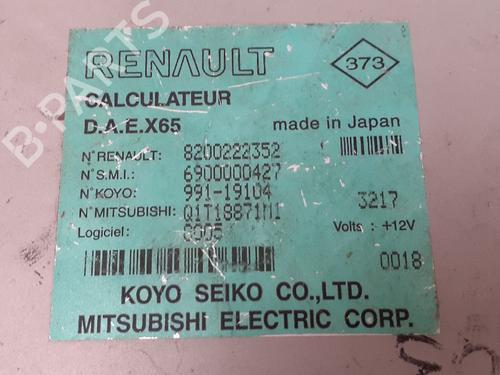 RENAULT
373
CALCULATEUR
D.A.E.X65
made in Japan
N°RENAULT: 8200222352
N°S.M.I.: 6900000427
N°KOYO: 991-19104
3217
N°MITSUBISHI: Q1T18871M1
Logiciel: 8005
Volts: +12V
0018
KOYO SEIKO CO.,LTD.
MITSUBISHI ELECTRIC CORP.
B-PARTS